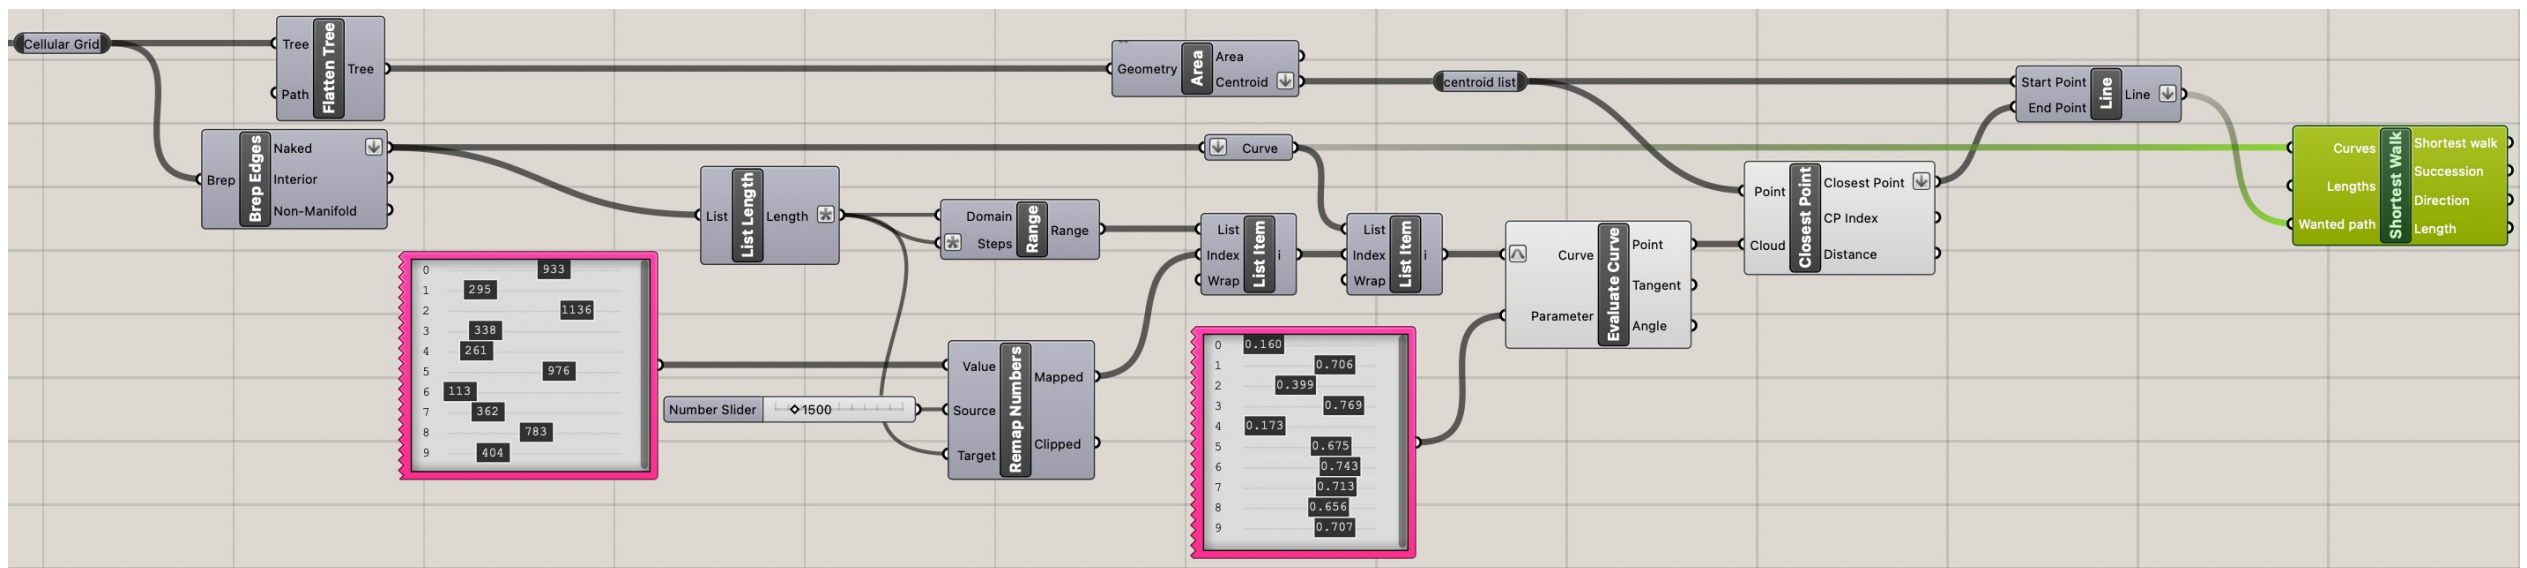 Cellular Grid
Tree
Path
Flatten Tree
Tree
Geometry
Area
Area
Centroid
centroid list
Start Point
End Point
Line
Line
Brep
Brep Edges
Naked
Interior
Non-Manifold
Curve
List
List Length
Length
Domain
Steps
Range
Range
List
Index
Wrap
List Item
i
List
Index
Wrap
List Item
i
Curve
Parameter
Evaluate Curve
Point
Tangent
Angle
Point
Cloud
Closest Point
Closest Point
CP Index
Distance
Curves
Lengths
Wanted path
Shortest Walk
Shortest walk
Succession
Direction
Length
0 933
1 295
2 1136
3 338
4 261
5 976
6 113
7 362
8 783
9 404
Number Slider 1500
Value
Source
Target
Remap Numbers
Mapped
Clipped
0 0.160
1 0.706
2 0.399
3 0.769
4 0.173
5 0.675
6 0.743
7 0.713
8 0.656
9 0.707